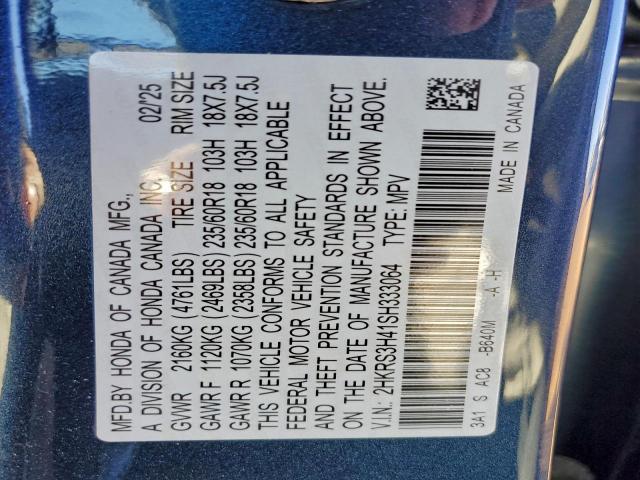 MFD.BY HONDA OF CANADA MFG.,
A DIVISION OF HONDA CANADA INC. 02/'25
GVWR 2160KG (4761LBS) TIRE SIZE RIM SIZE
GAWR F 1120KG (2469LBS) 235/60R18 103H 18X7.5J
GAWR R 1070KG (2358LBS) 235/60R18 103H 18X7.5J
THIS VEHICLE CONFORMS TO ALL APPLICABLE
FEDERAL MOTOR VEHICLE SAFETY
AND THEFT PREVENTION STANDARDS IN EFFECT
ON THE DATE OF MANUFACTURE SHOWN ABOVE.
V.I.N.: 2HKRS3H41SH333064 TYPE: MPV
3A1 S AC8 -B640M -A -H
MADE IN CANADA